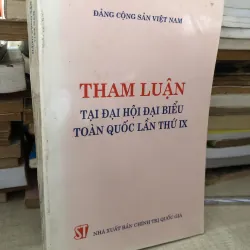 ĐẢNG CỘNG SẢN VIỆT NAM
THAM LUẬN
TẠI ĐẠI HỘI ĐẠI BIỂU
TOÀN QUỐC LẦN THỨ IX
ST
NHÀ XUẤT BẢN CHÍNH TRỊ QUỐC GIA